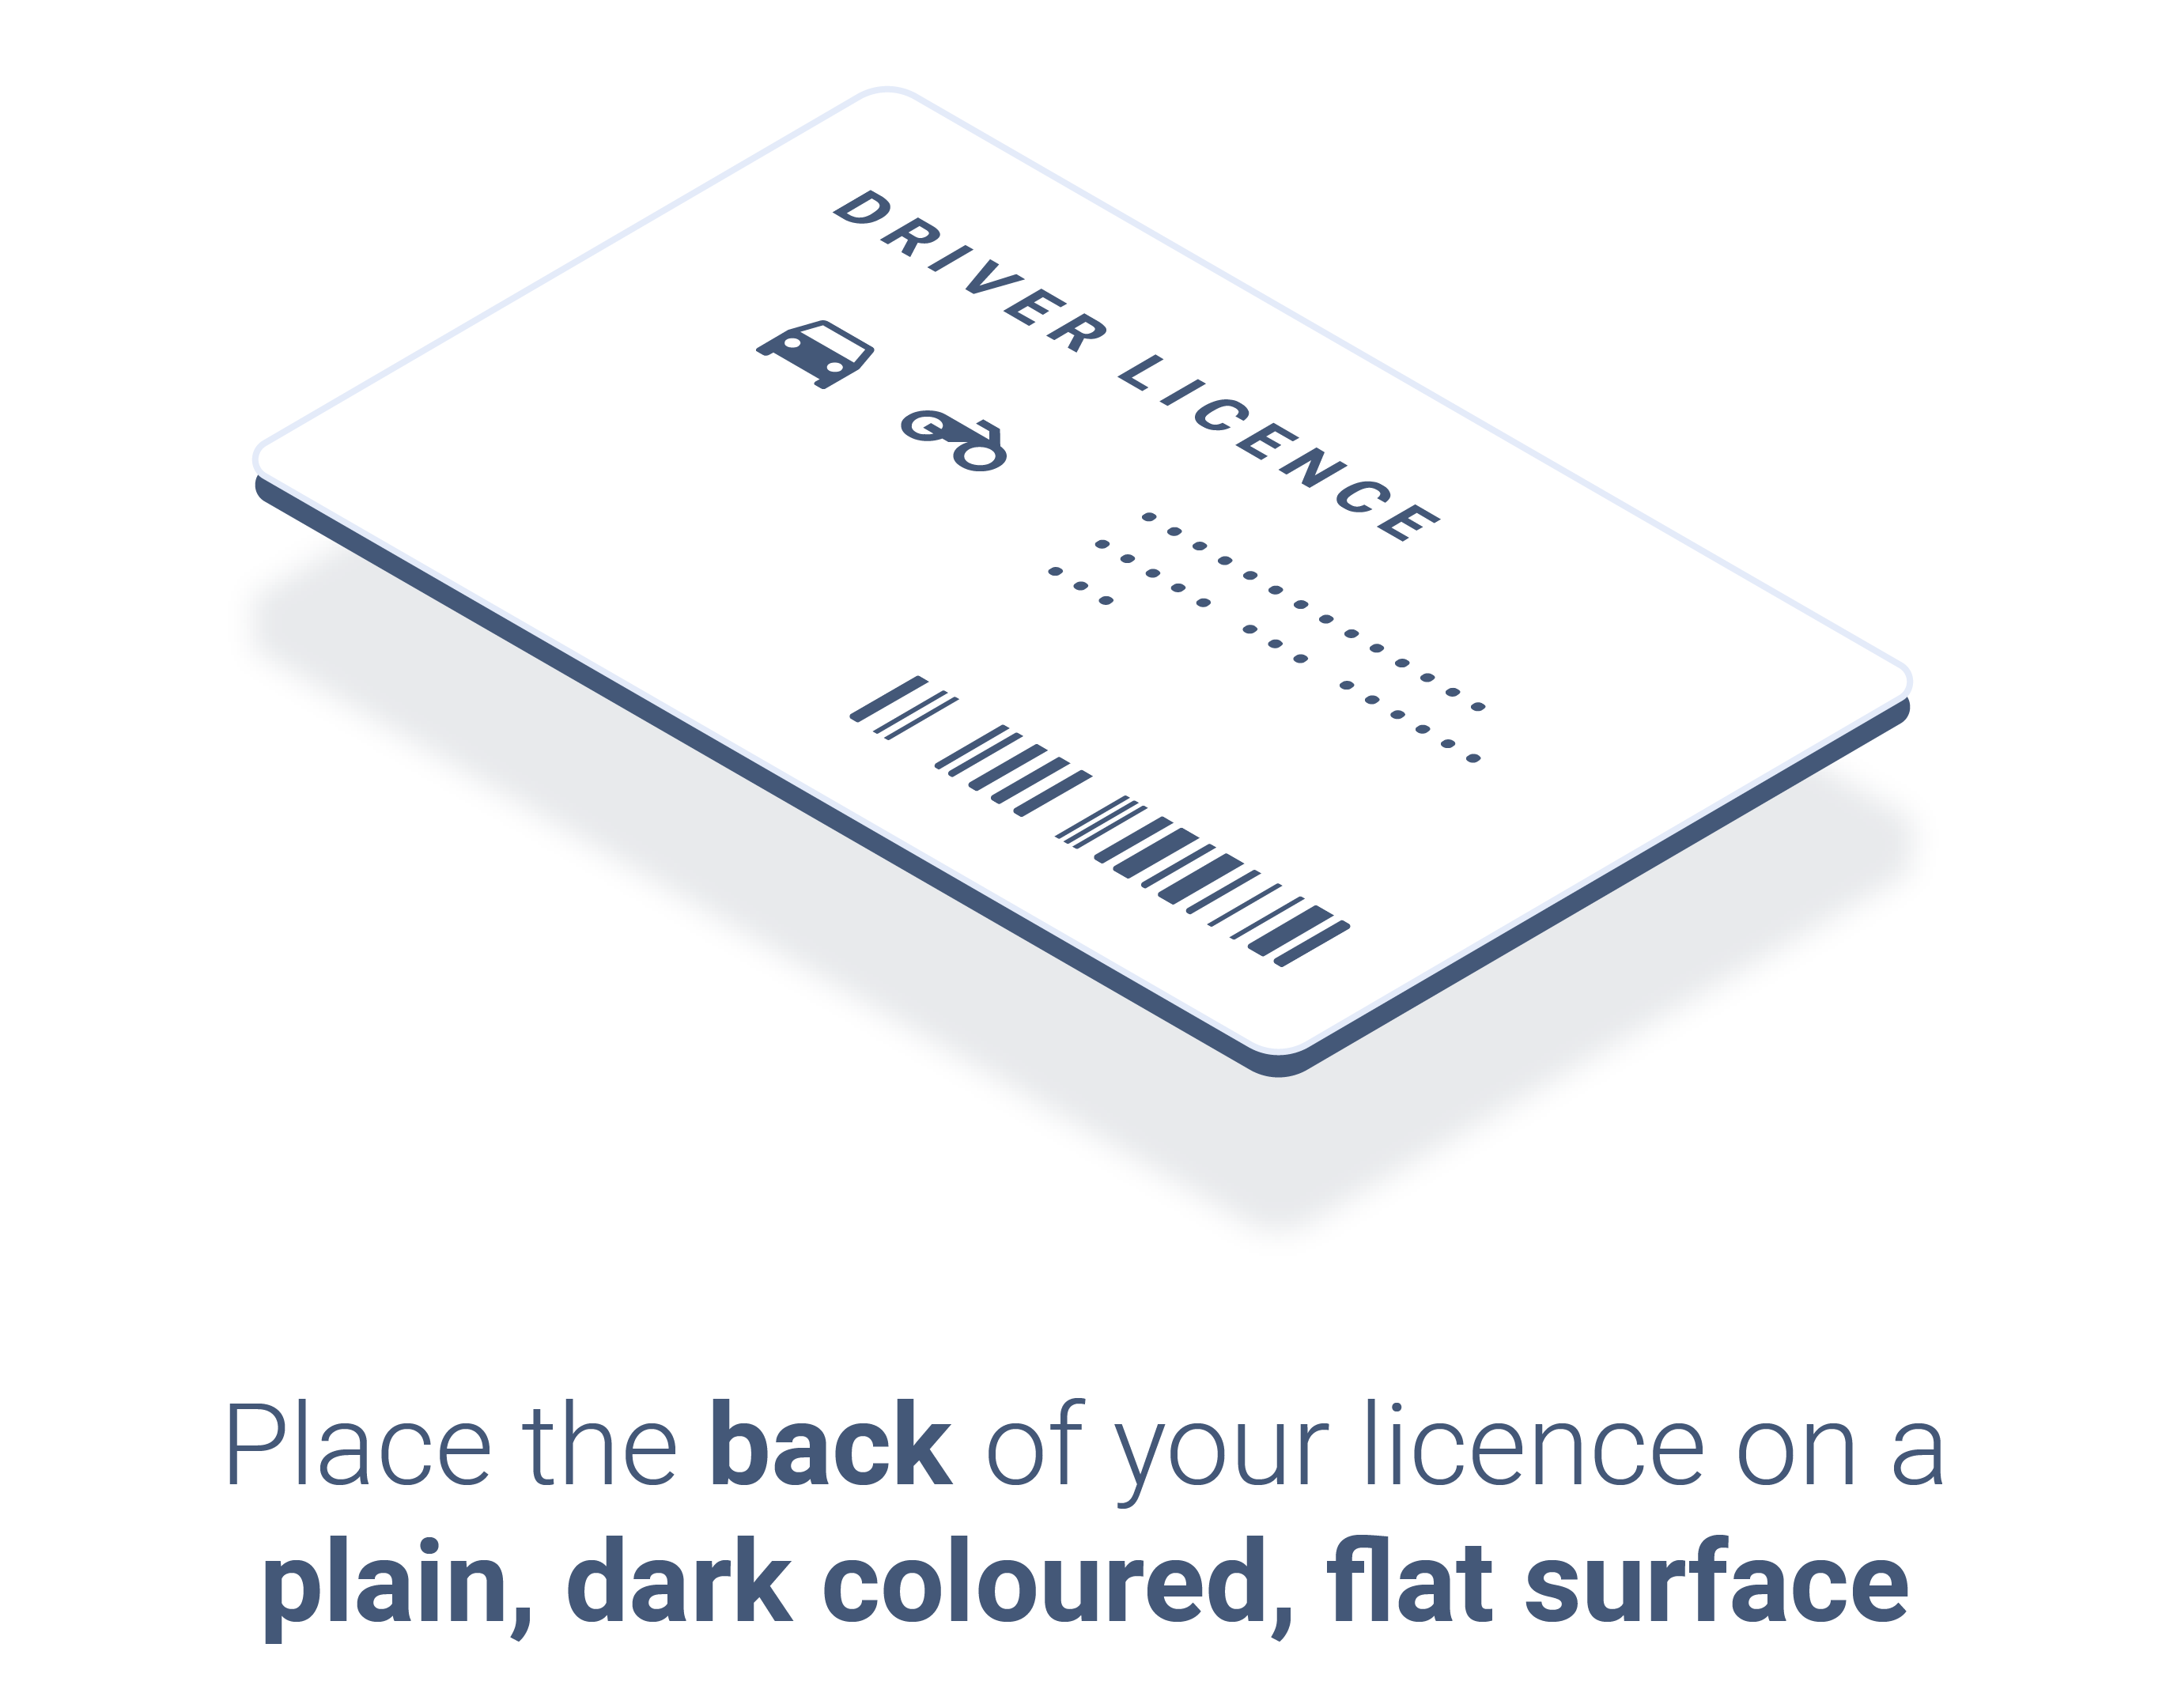 DRIVER LICENCE
Place the back of your licence on a
plain, dark coloured, flat surface